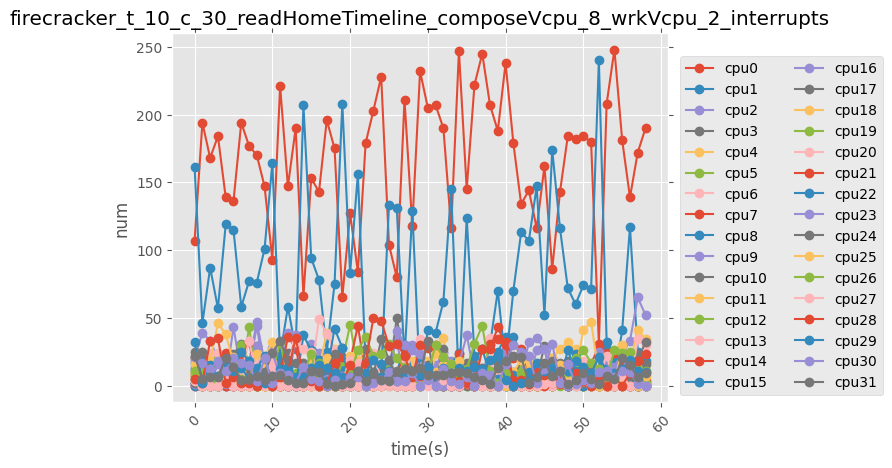 firecracker_t_10_c_30_readHomeTimeline_composeVcpu_8_wrkVcpu_2_interrupts
250
200
150
100
50
0
num
0
10
20
30
40
50
60
time(s)
cpu0
cpu1
cpu2
cpu3
cpu4
cpu5
cpu6
cpu7
cpu8
cpu9
cpu10
cpu11
cpu12
cpu13
cpu14
cpu15
cpu16
cpu17
cpu18
cpu19
cpu20
cpu21
cpu22
cpu23
cpu24
cpu25
cpu26
cpu27
cpu28
cpu29
cpu30
cpu31